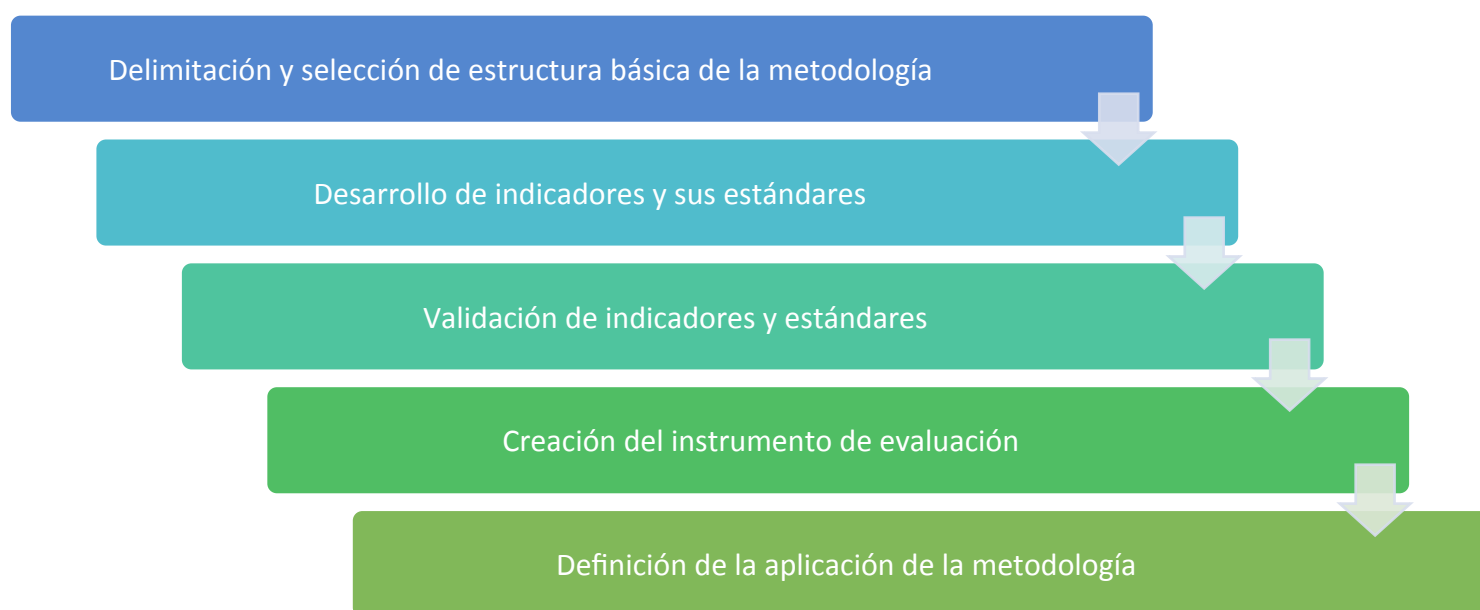 Delimitación y selección de estructura básica de la metodología
Desarrollo de indicadores y sus estándares
Validación de indicadores y estándares
Creación del instrumento de evaluación
Definición de la aplicación de la metodología